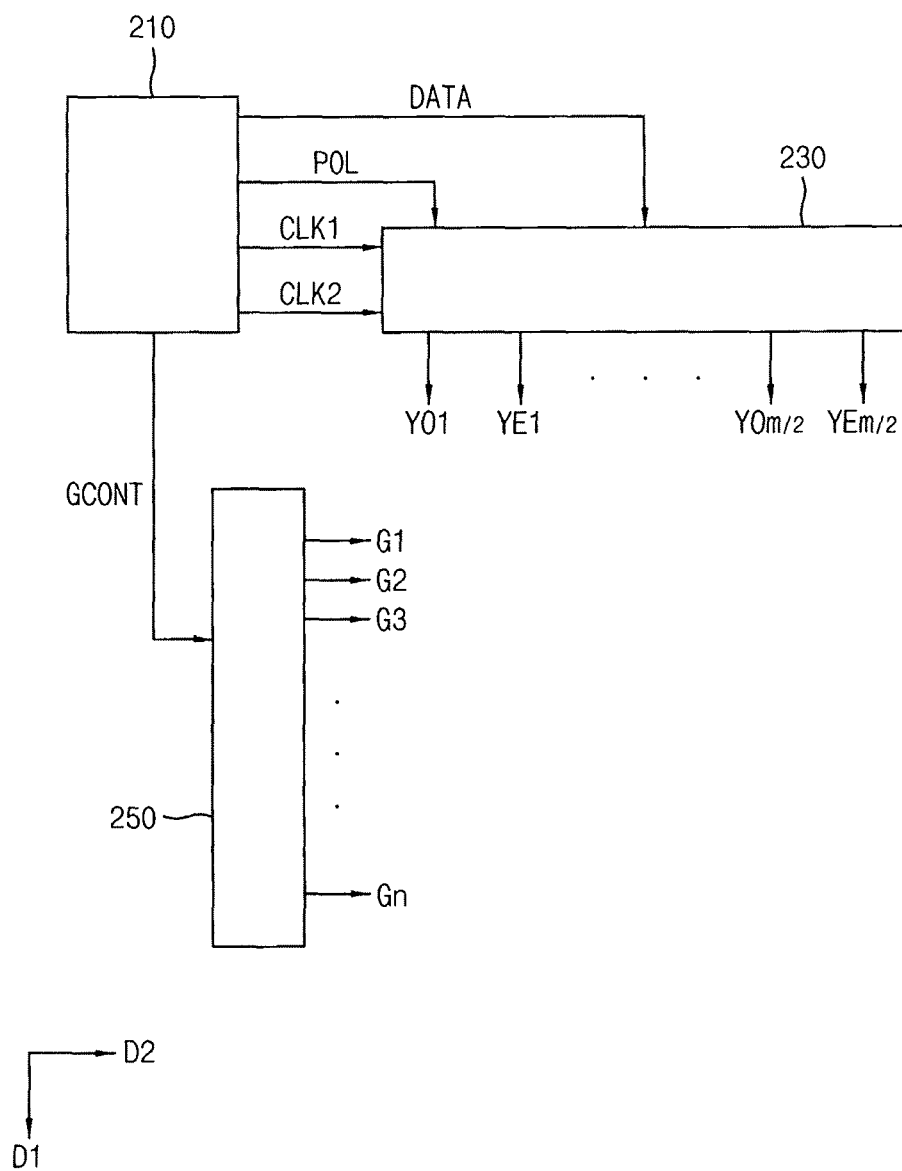 210
DATA
230
POL
CLK1
CLK2
YO1 YE1 . . . YOm/2 YEm/2
GCONT
G1
G2
G3
.
.
.
250
Gn
D2
D1